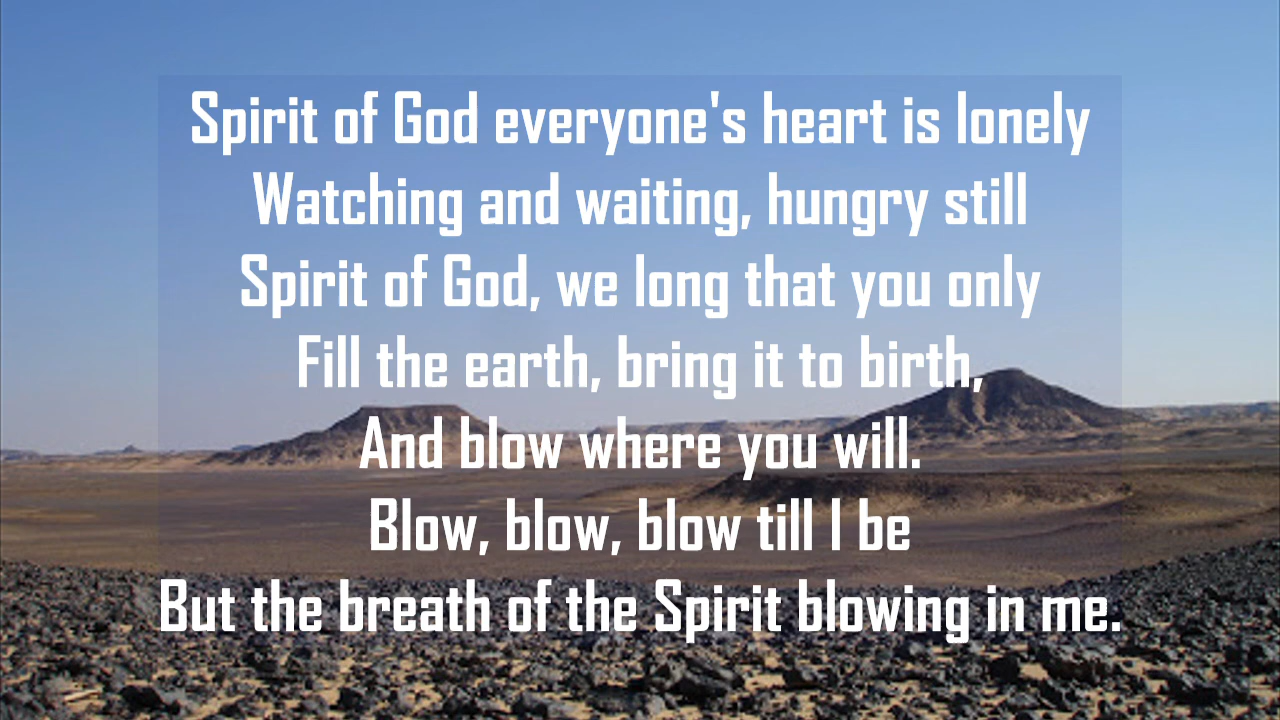 Spirit of God everyone's heart is lonely
Watching and waiting, hungry still
Spirit of God, we long that you only
Fill the earth, bring it to birth,
And blow where you will.
Blow, blow, blow till I be
But the breath of the Spirit blowing in me.